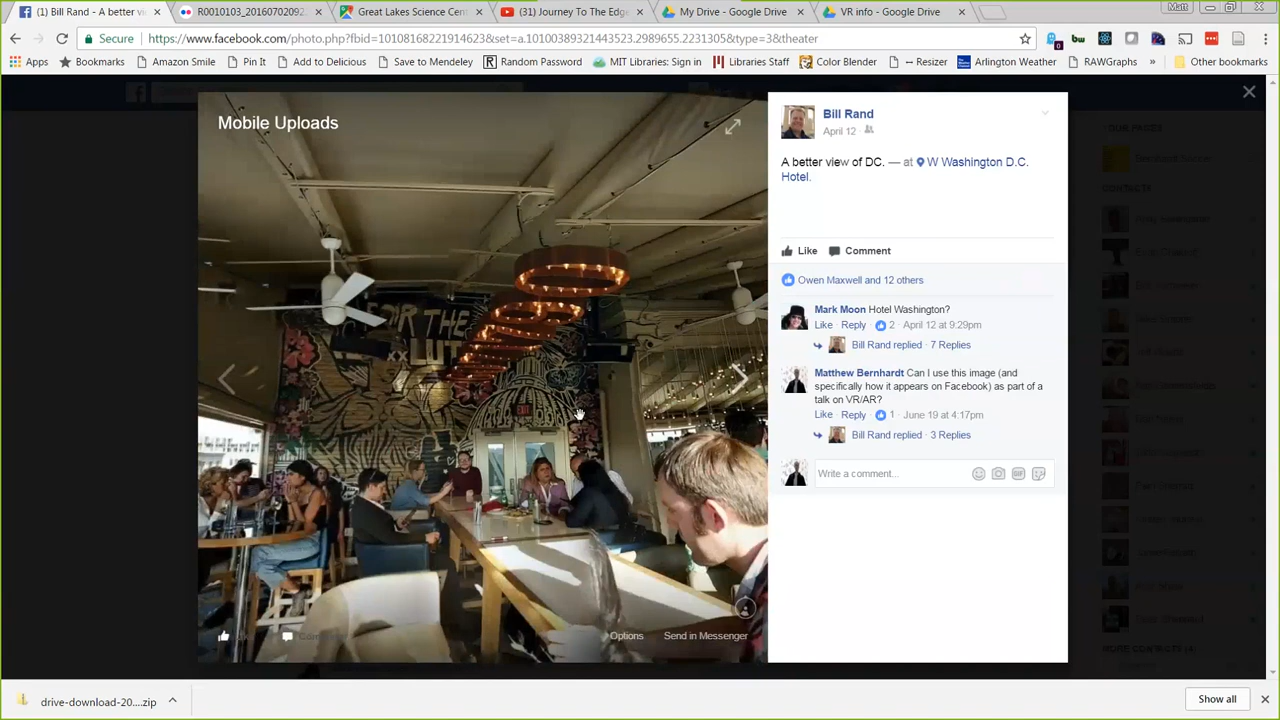 (1) Bill Rand - A better vi
R0010103_20160702092
Great Lakes Science Cen
(31) Journey To The Edge
My Drive - Google Drive
VR info - Google Drive
Matt
Secure
https://www.facebook.com/photo.php?fbid=10108168221914623&set=a.10100389321443523.2989655.2231305&type=3&theater
Apps
Bookmarks
Amazon Smile
Pin It
Add to Delicious
Save to Mendeley
Random Password
MIT Libraries: Sign in
Libraries Staff
Color Blender
↔ Resizer
Arlington Weather
RAWGraphs
»
Other bookmarks
Mobile Uploads
FOR THE
EXIT
Options
Send in Messenger
Bill Rand
April 12 ·
A better view of DC. — at W Washington D.C.
Hotel.
Like
Comment
Owen Maxwell and 12 others
Mark Moon Hotel Washington?
Like · Reply · 2 · April 12 at 9:29pm
Bill Rand replied · 7 Replies
Matthew Bernhardt Can I use this image (and
specifically how it appears on Facebook) as part of a
talk on VR/AR?
Like · Reply · 1 · June 19 at 4:17pm
Bill Rand replied · 3 Replies
Write a comment...
GIF
drive-download-20....zip
Show all